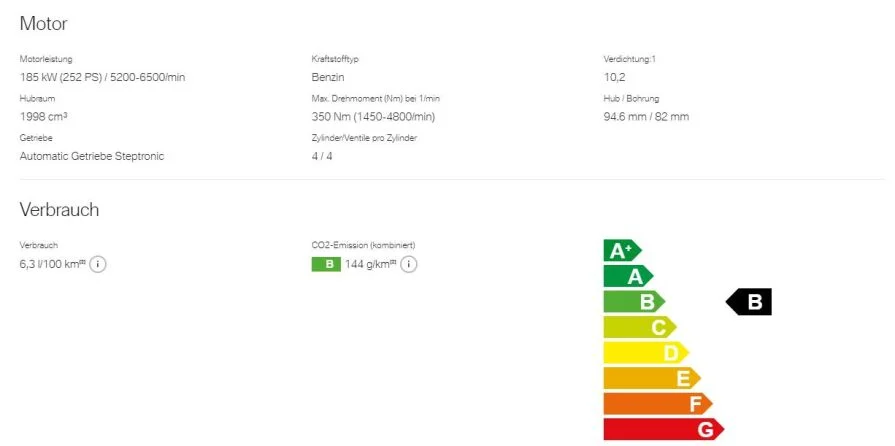 Motor
Motorleistung
Kraftstofftyp
Verdichtung:1
185 kW (252 PS) / 5200-6500/min
Benzin
10,2
Hubraum
Max. Drehmoment (Nm) bei 1/min
Hub / Bohrung
1998 cm³
350 Nm (1450-4800/min)
94.6 mm / 82 mm
Getriebe
Zylinder/Ventile pro Zylinder
Automatic Getriebe Steptronic
4 / 4
Verbrauch
Verbrauch
CO2-Emission (kombiniert)
6,3 l/100 km
B 144 g/km
A+
A
B
B
C
D
E
F
G